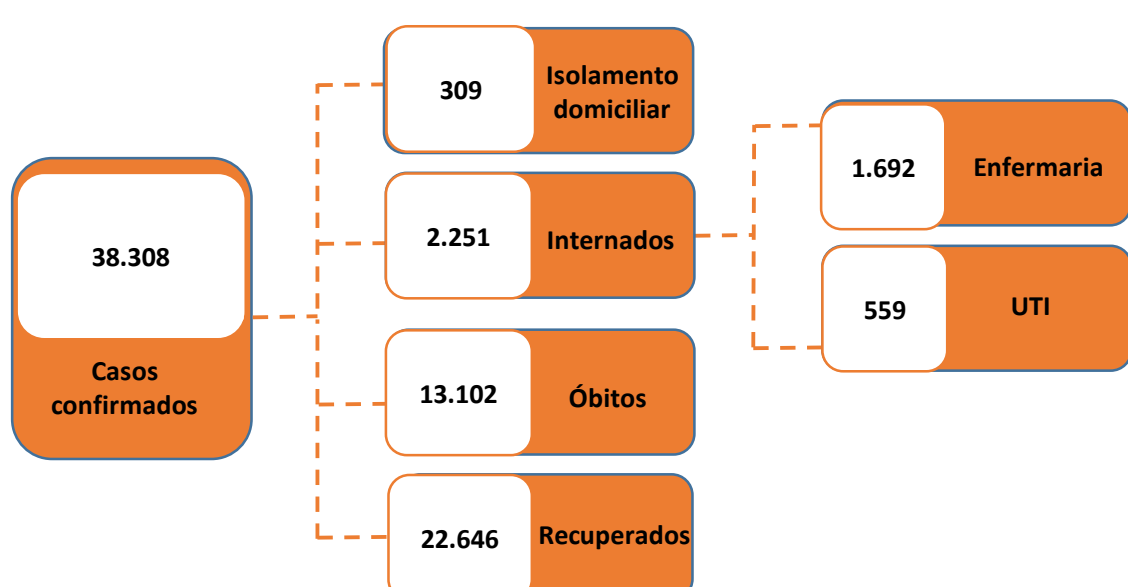 38.308
Casos
confirmados
309
Isolamento
domiciliar
2.251
Internados
13.102
Óbitos
22.646
Recuperados
1.692
Enfermaria
559
UTI